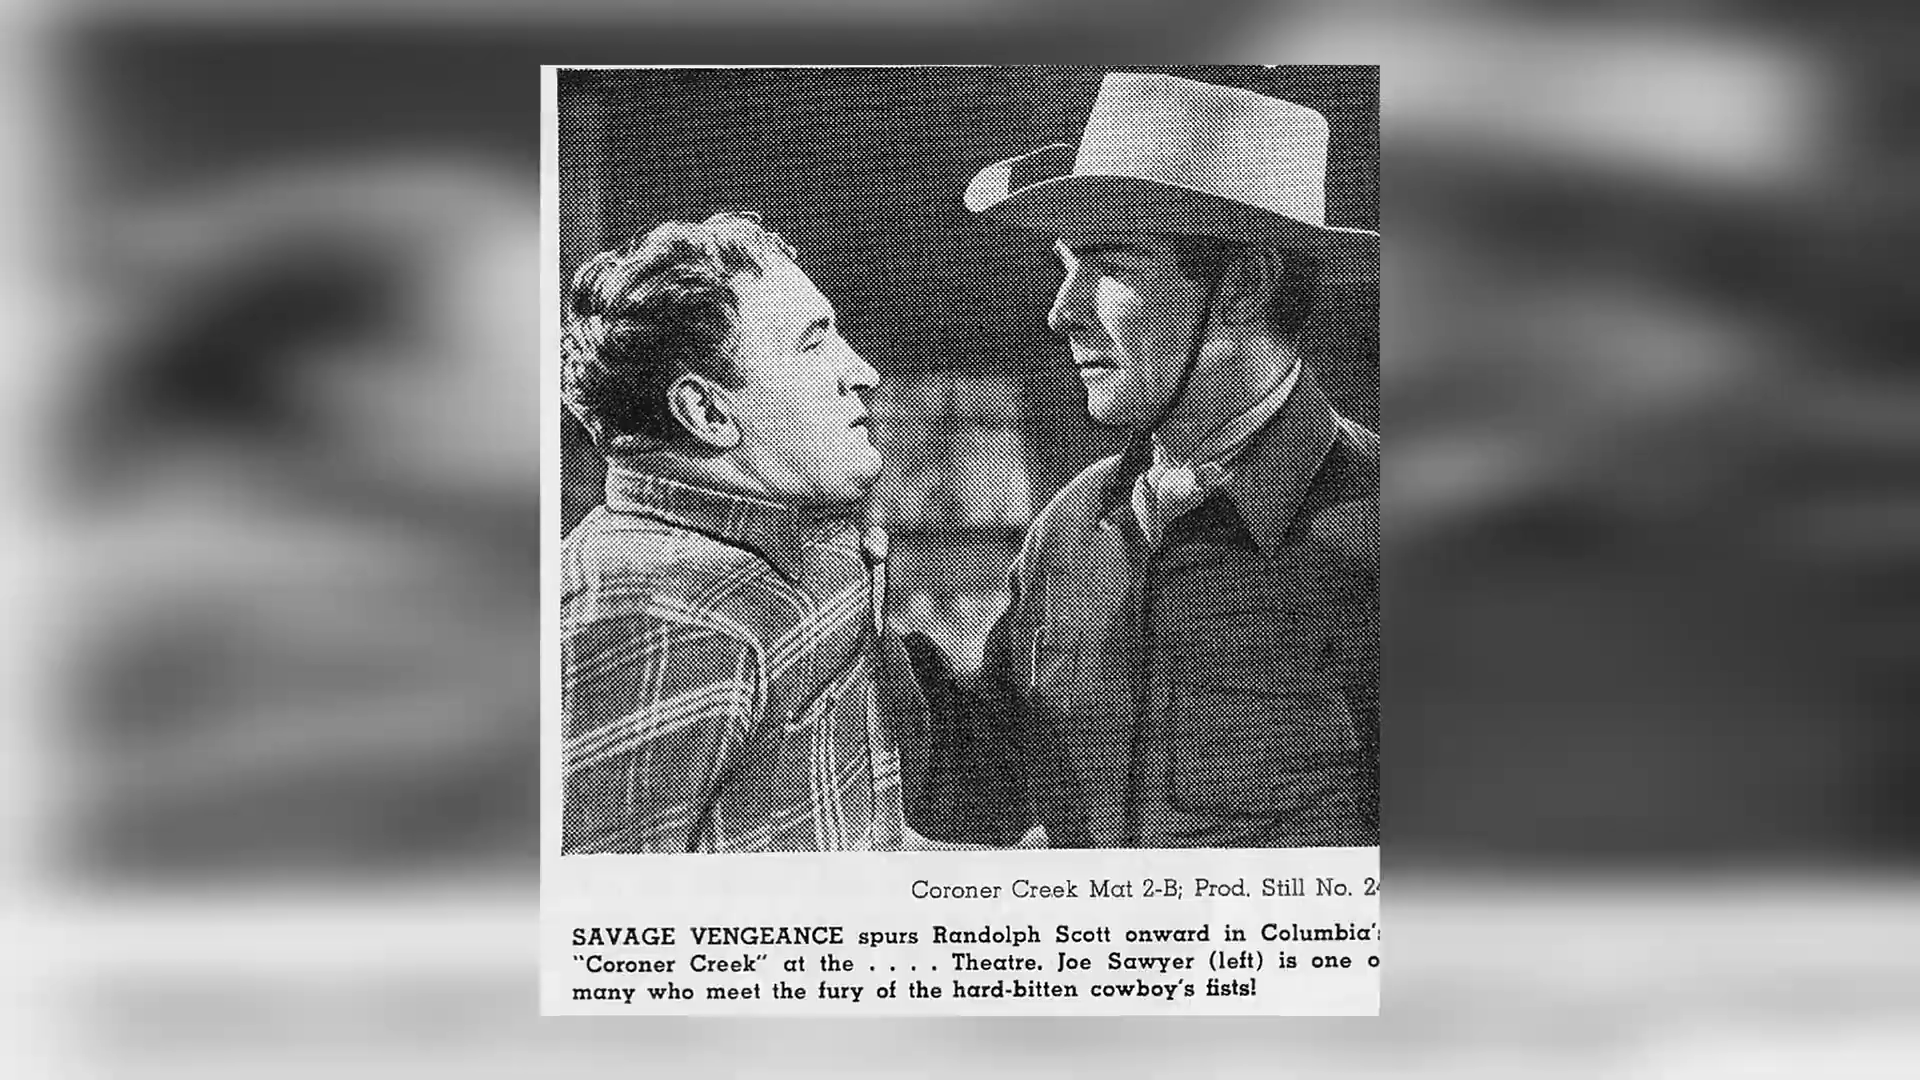 Coroner Creek Mat 2-B; Prod. Still No. 2
SAVAGE VENGEANCE spurs Randolph Scott onward in Columbia's
"Coroner Creek" at the . . . . Theatre. Joe Sawyer (left) is one o
many who meet the fury of the hard-bitten cowboy's fists!